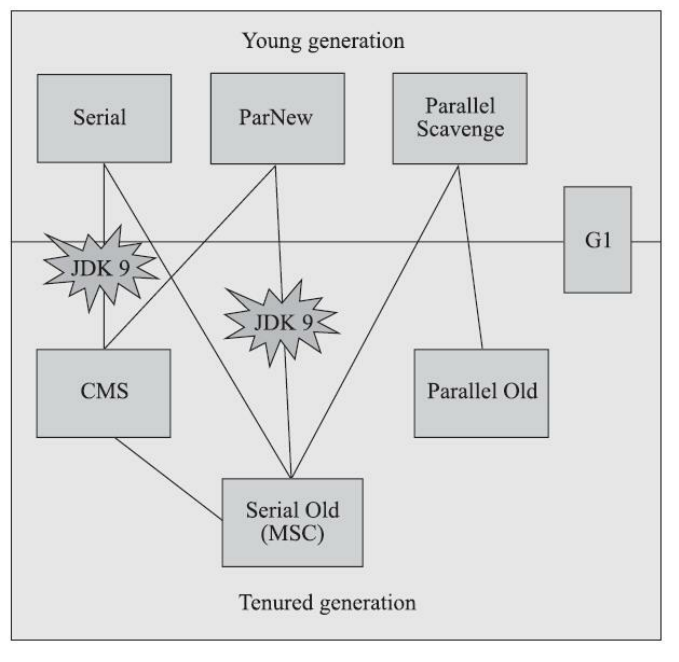 Young generation
Serial
ParNew
Parallel
Scavenge
G1
JDK 9
JDK 9
CMS
Parallel Old
Serial Old
(MSC)
Tenured generation